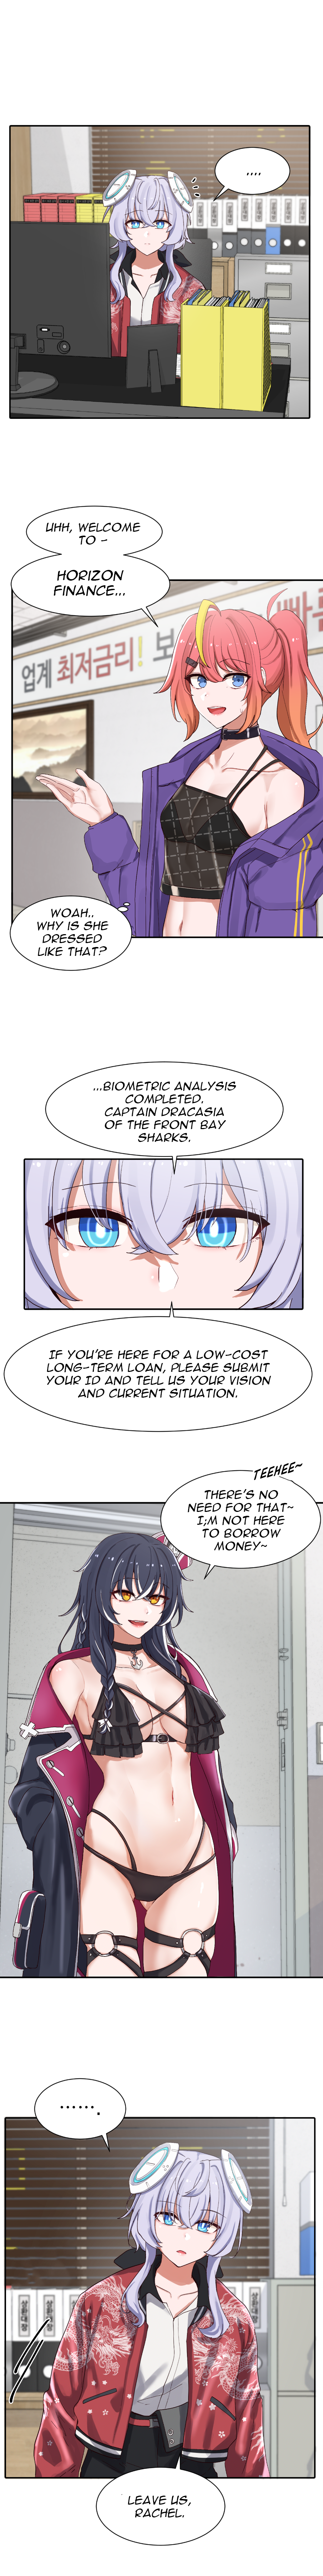 ....
UHH, WELCOME
TO -
HORIZON
FINANCE...
업계 최저금리! 보
빠른
WOAH..
WHY IS SHE
DRESSED
LIKE THAT?
...BIOMETRIC ANALYSIS
COMPLETED.
CAPTAIN DRACASIA
OF THE FRONT BAY
SHARKS.
IF YOU'RE HERE FOR A LOW-COST
LONG-TERM LOAN, PLEASE SUBMIT
YOUR ID AND TELL US YOUR VISION
AND CURRENT SITUATION.
TEEHEE~
THERE'S NO
NEED FOR THAT~
I;M NOT HERE
TO BORROW
MONEY~
.......
LEAVE US,
RACHEL.